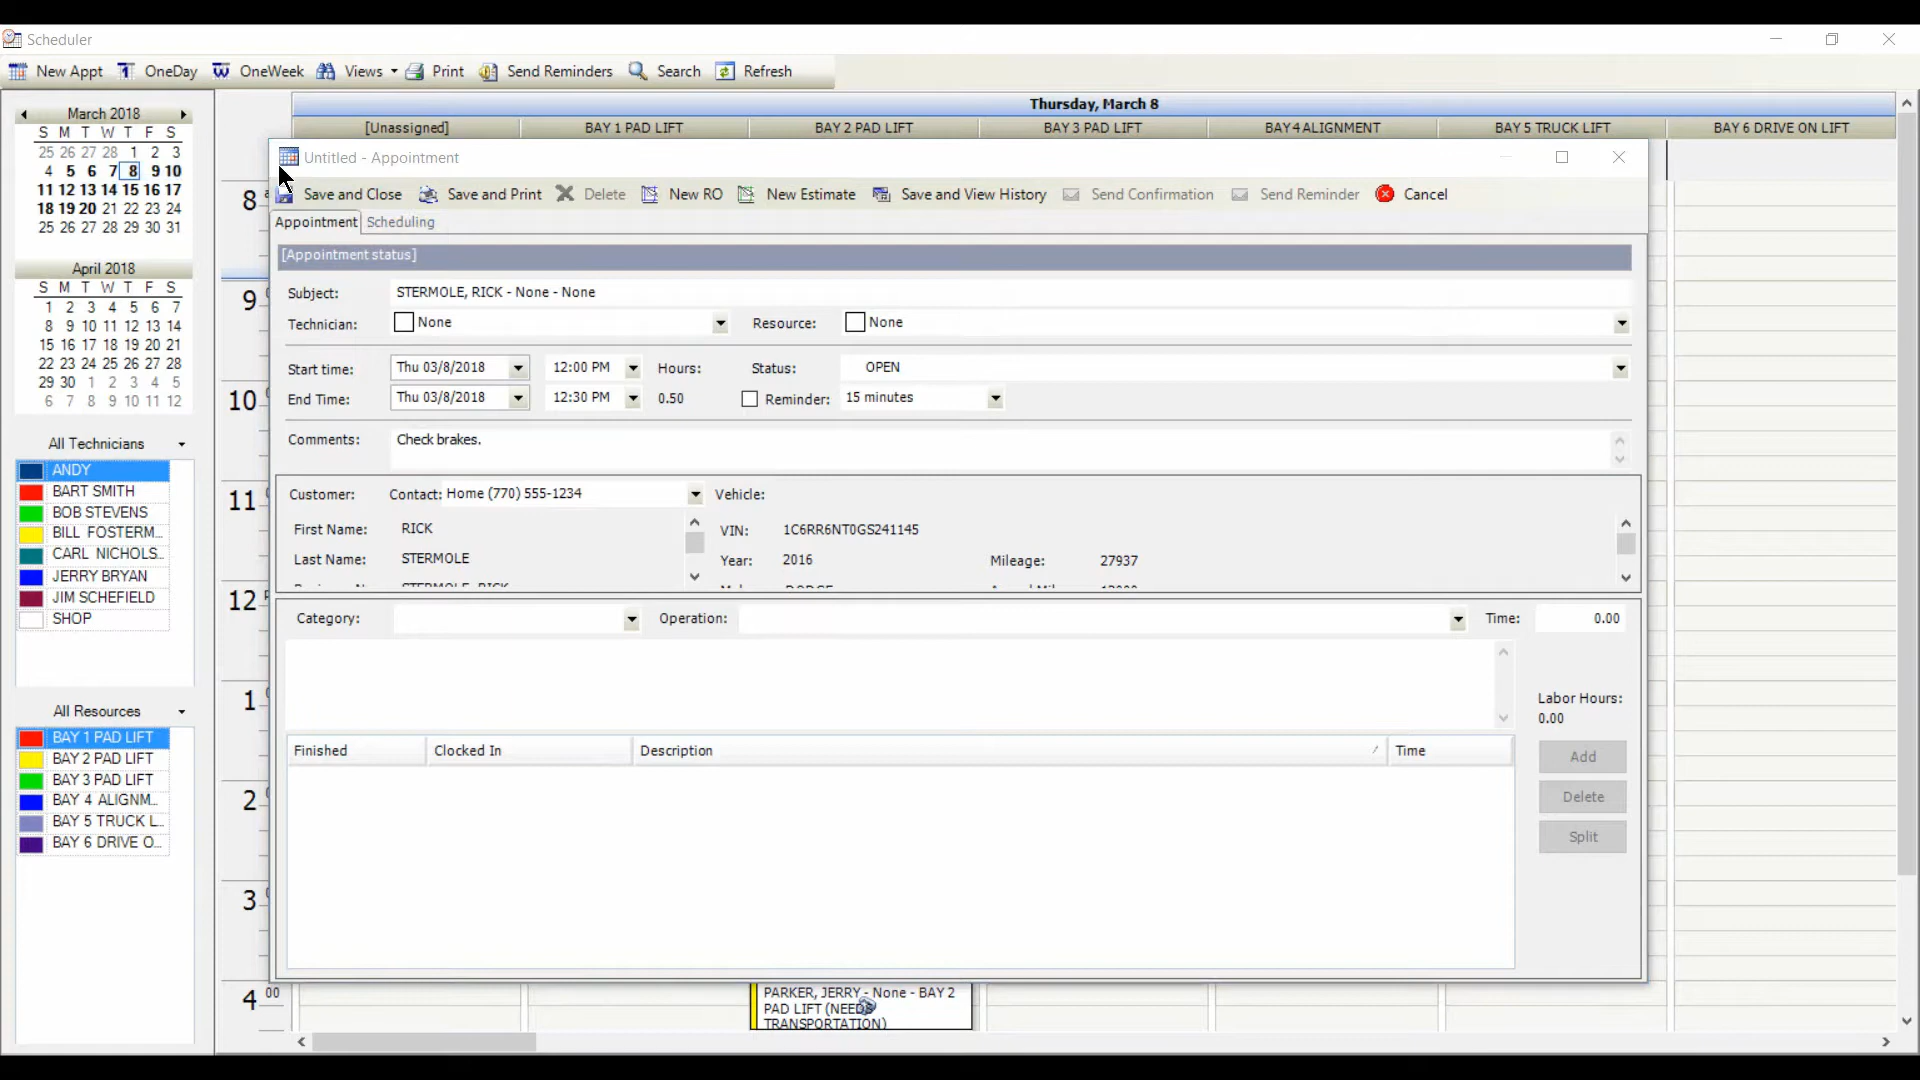 Scheduler
New Appt OneDay OneWeek Views Print Send Reminders Search Refresh
March 2018
S M T W T F S
25 26 27 28 1 2 3
4 5 6 7 8 9 10
11 12 13 14 15 16 17
18 19 20 21 22 23 24
25 26 27 28 29 30 31
April 2018
S M T W T F S
1 2 3 4 5 6 7
8 9 10 11 12 13 14
15 16 17 18 19 20 21
22 23 24 25 26 27 28
29 30 1 2 3 4 5
6 7 8 9 10 11 12
All Technicians
ANDY
BART SMITH
BOB STEVENS
BILL FOSTERM...
CARL NICHOLS...
JERRY BRYAN
JIM SCHEFIELD
SHOP
All Resources
BAY 1 PAD LIFT
BAY 2 PAD LIFT
BAY 3 PAD LIFT
BAY 4 ALIGNM...
BAY 5 TRUCK L...
BAY 6 DRIVE O...
Thursday, March 8
[Unassigned] BAY 1 PAD LIFT BAY 2 PAD LIFT BAY 3 PAD LIFT BAY 4 ALIGNMENT BAY 5 TRUCK LIFT BAY 6 DRIVE ON LIFT
8
9
10
11
12
1
2
3
4 00
Untitled - Appointment
Save and Close Save and Print Delete New RO New Estimate Save and View History Send Confirmation Send Reminder Cancel
Appointment Scheduling
[Appointment status]
Subject: STERMOLE, RICK - None - None
Technician: None Resource: None
Start time: Thu 03/8/2018 12:00 PM Hours: Status: OPEN
End Time: Thu 03/8/2018 12:30 PM 0.50 Reminder: 15 minutes
Comments: Check brakes.
Customer: Contact: Home (770) 555-1234 Vehicle:
First Name: RICK VIN: 1C6RR6NT0GS241145
Last Name: STERMOLE Year: 2016 Mileage: 27937
STERMOLE, RICK
Category: Operation: Time: 0.00
Labor Hours:
0.00
Finished Clocked In Description Time
Add
Delete
Split
PARKER, JERRY - None - BAY 2
PAD LIFT (NEEDS
TRANSPORTATION)